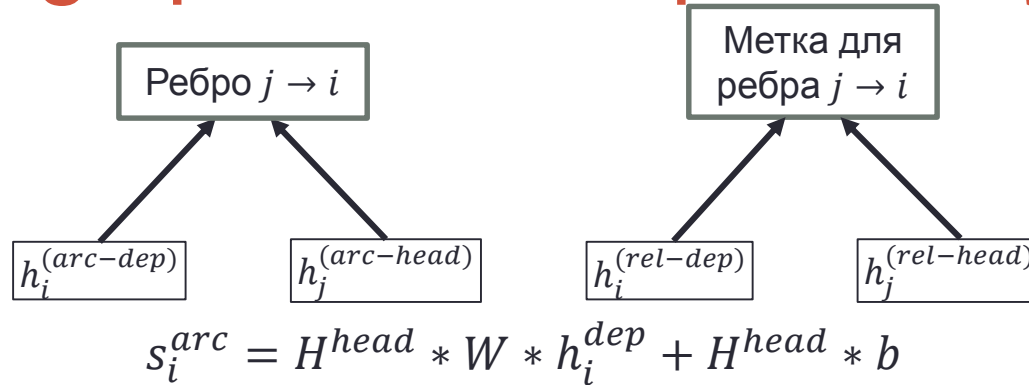 Ребро j → i
Метка для
ребра j → i
h_i^{(arc-dep)}
h_j^{(arc-head)}
h_i^{(rel-dep)}
h_j^{(rel-head)}
s_i^{arc} = H^{head} * W * h_i^{dep} + H^{head} * b